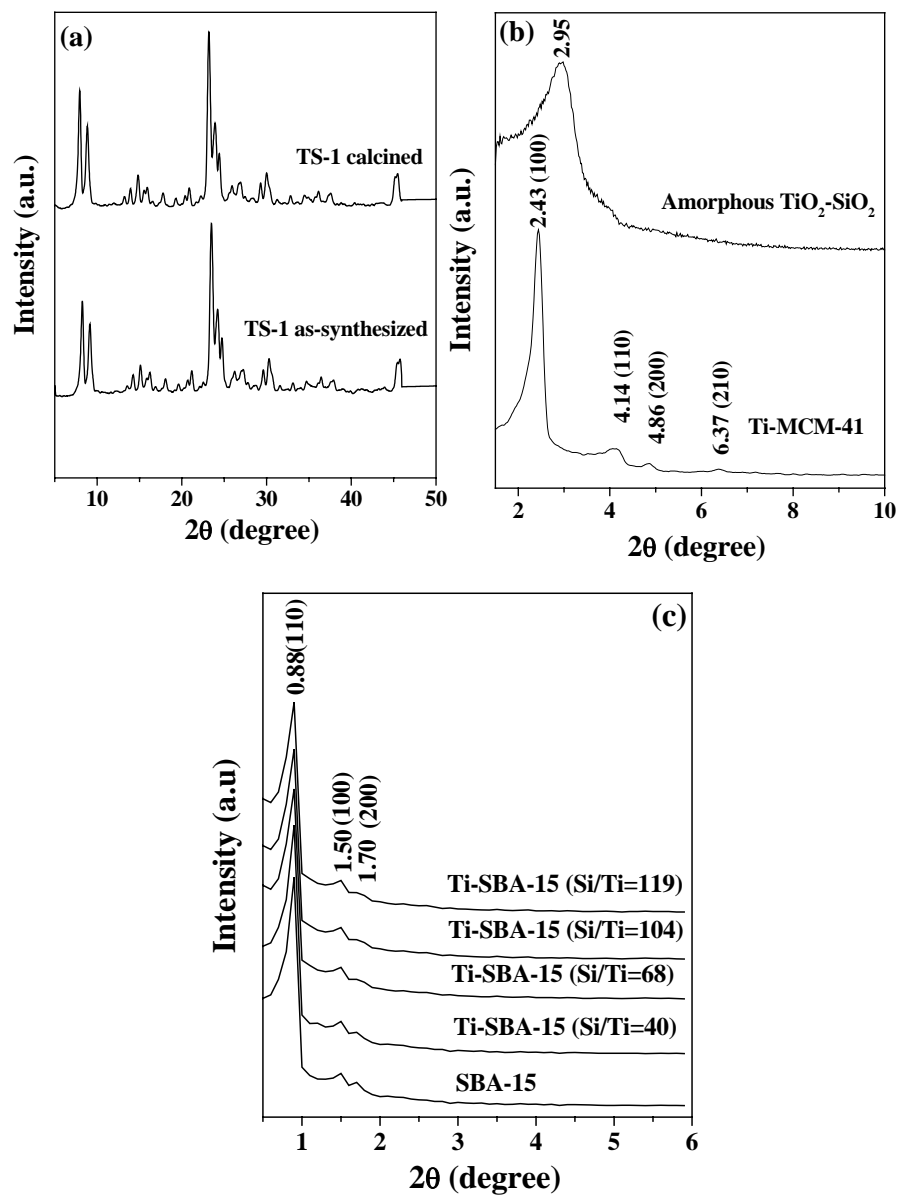 (a)
TS-1 calcined
TS-1 as-synthesized
Intensity (a.u.)
10 20 30 40 50
2θ (degree)
(b)
2.95
Amorphous TiO₂-SiO₂
2.43 (100)
4.14 (110)
4.86 (200)
6.37 (210)
Ti-MCM-41
Intensity (a.u.)
2 4 6 8 10
2θ (degree)
(c)
0.88(110)
1.50 (100)
1.70 (200)
Ti-SBA-15 (Si/Ti=119)
Ti-SBA-15 (Si/Ti=104)
Ti-SBA-15 (Si/Ti=68)
Ti-SBA-15 (Si/Ti=40)
SBA-15
Intensity (a.u)
1 2 3 4 5 6
2θ (degree)